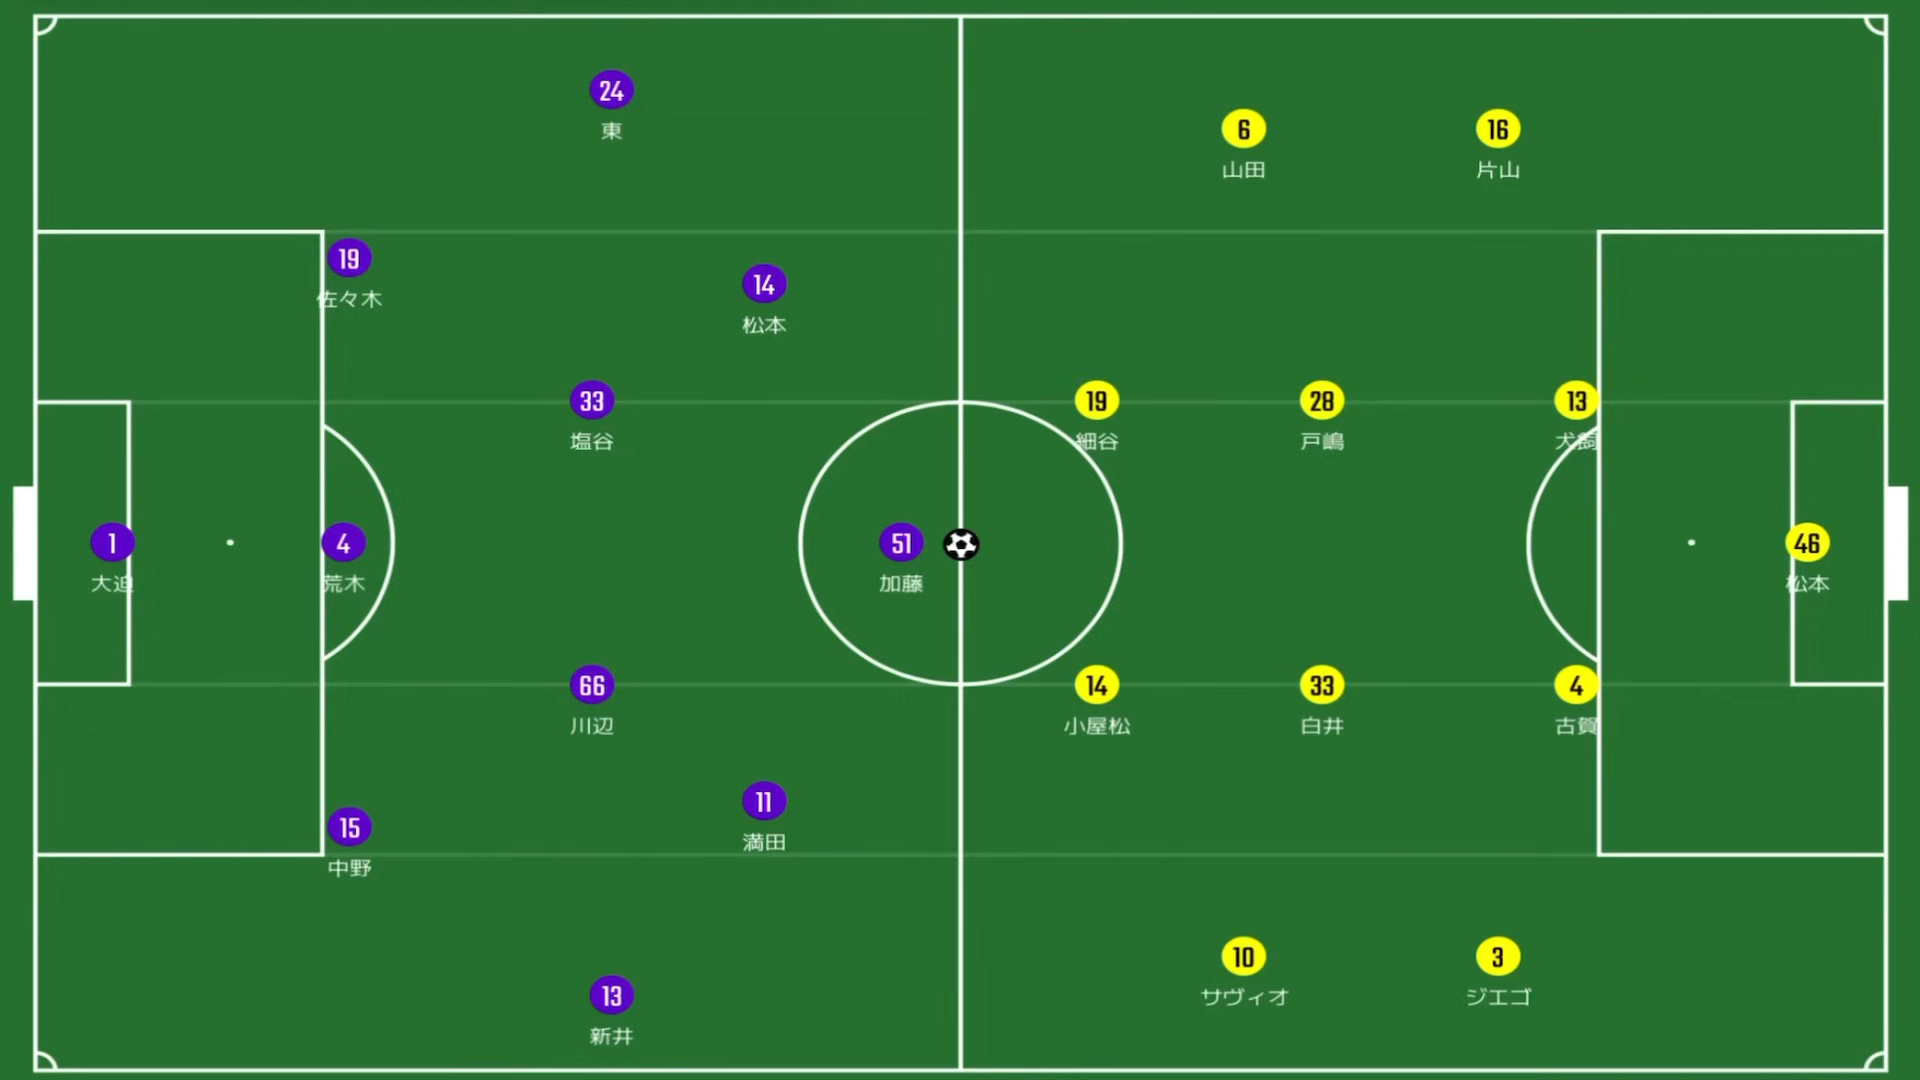 24
東
6
山田
16
片山
19
佐々木
14
松本
33
塩谷
19
細谷
28
戸嶋
13
犬飼
1
大迫
4
荒木
51
加藤
46
松本
66
川辺
14
小屋松
33
白井
4
古賀
11
満田
15
中野
10
サヴィオ
3
ジエゴ
13
新井